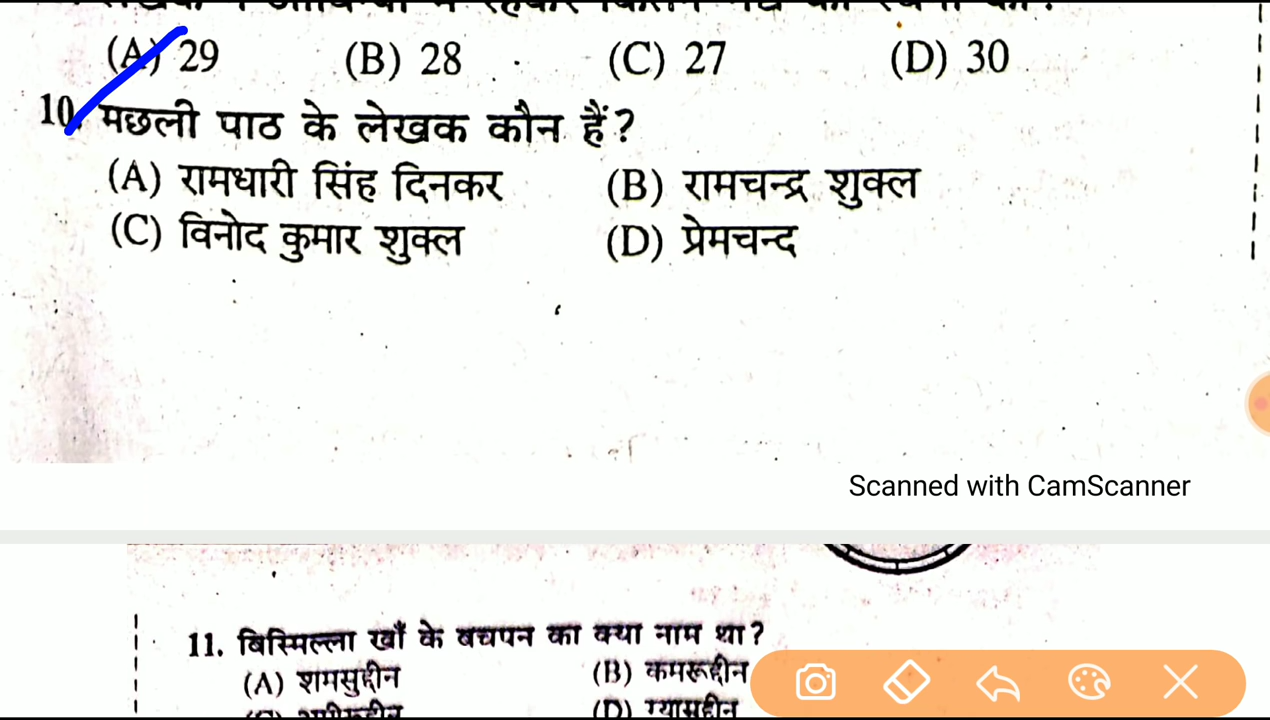 (A) 29 (B) 28 (C) 27 (D) 30
10. मछली पाठ के लेखक कौन हैं?
(A) रामधारी सिंह दिनकर (B) रामचन्द्र शुक्ल
(C) विनोद कुमार शुक्ल (D) प्रेमचन्द
Scanned with CamScanner
11. बिस्मिल्ला खाँ के बचपन का क्या नाम था?
(A) शमसुद्दीन (B) कमरूद्दीन
(D)